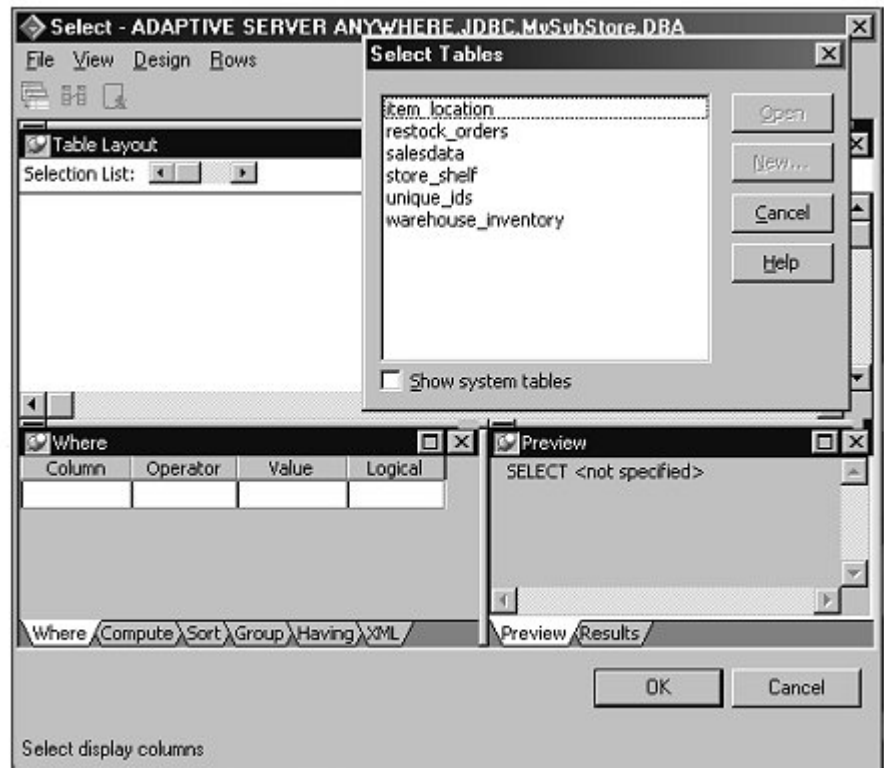 Select - ADAPTIVE SERVER ANYWHERE.JDBC.MySybStore.DBA
File View Design Rows
Select Tables
item_location
restock_orders
salesdata
store_shelf
unique_ids
warehouse_inventory
Open
New...
Cancel
Help
Show system tables
Table Layout
Selection List:
Where
Column Operator Value Logical
Preview
SELECT <not specified>
Where Compute Sort Group Having XML
Preview Results
OK Cancel
Select display columns